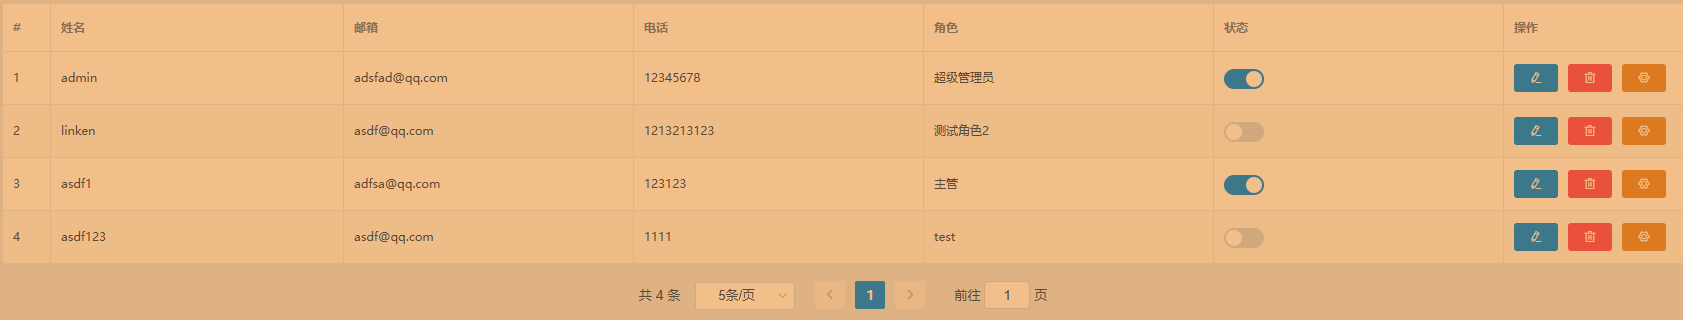 # 姓名 邮箱 电话 角色 状态 操作
1 admin adsfad@qq.com 12345678 超级管理员
2 linken asdf@qq.com 1213213123 测试角色2
3 asdf1 adfsa@qq.com 123123 主管
4 asdf123 asdf@qq.com 1111 test
共 4 条 5条/页 1 前往 1 页